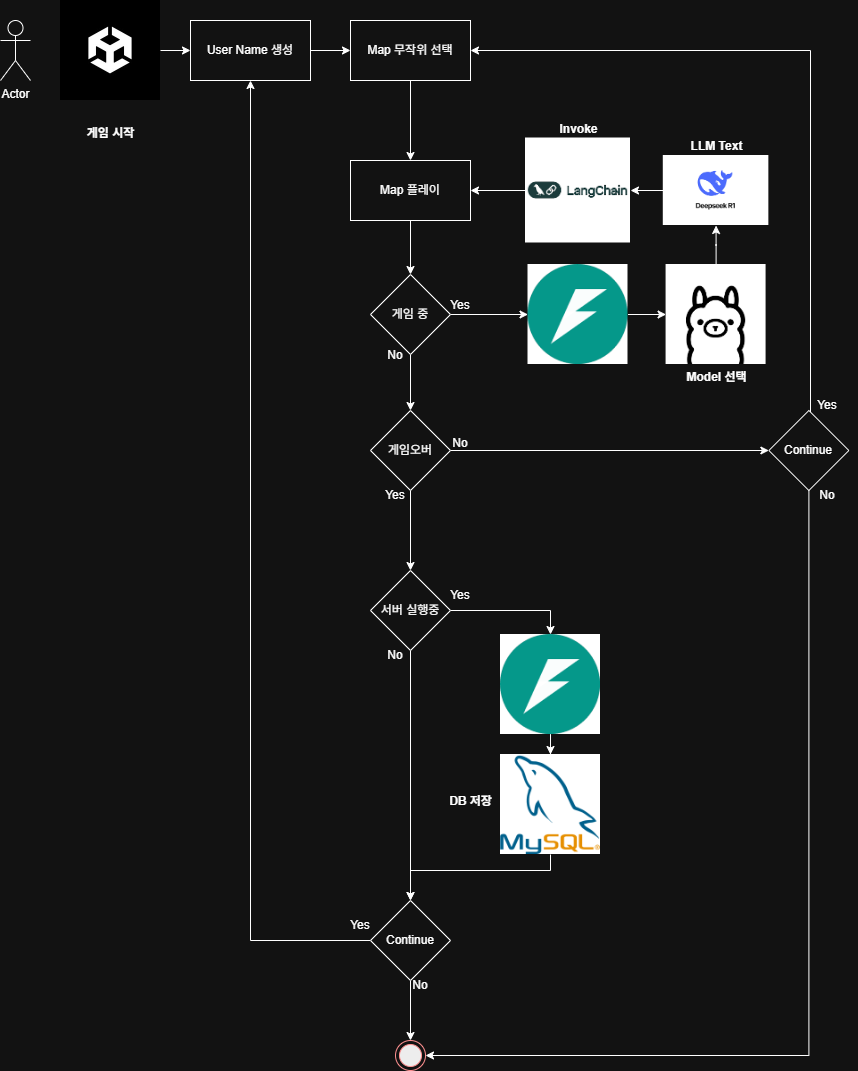 Actor
게임 시작
User Name 생성
Map 무작위 선택
Invoke
LangChain
LLM Text
Deepseek R1
Map 플레이
게임 중
Yes
No
Model 선택
게임오버
No
Yes
Continue
Yes
No
서버 실행중
Yes
No
DB 저장
MySQL
Continue
Yes
No